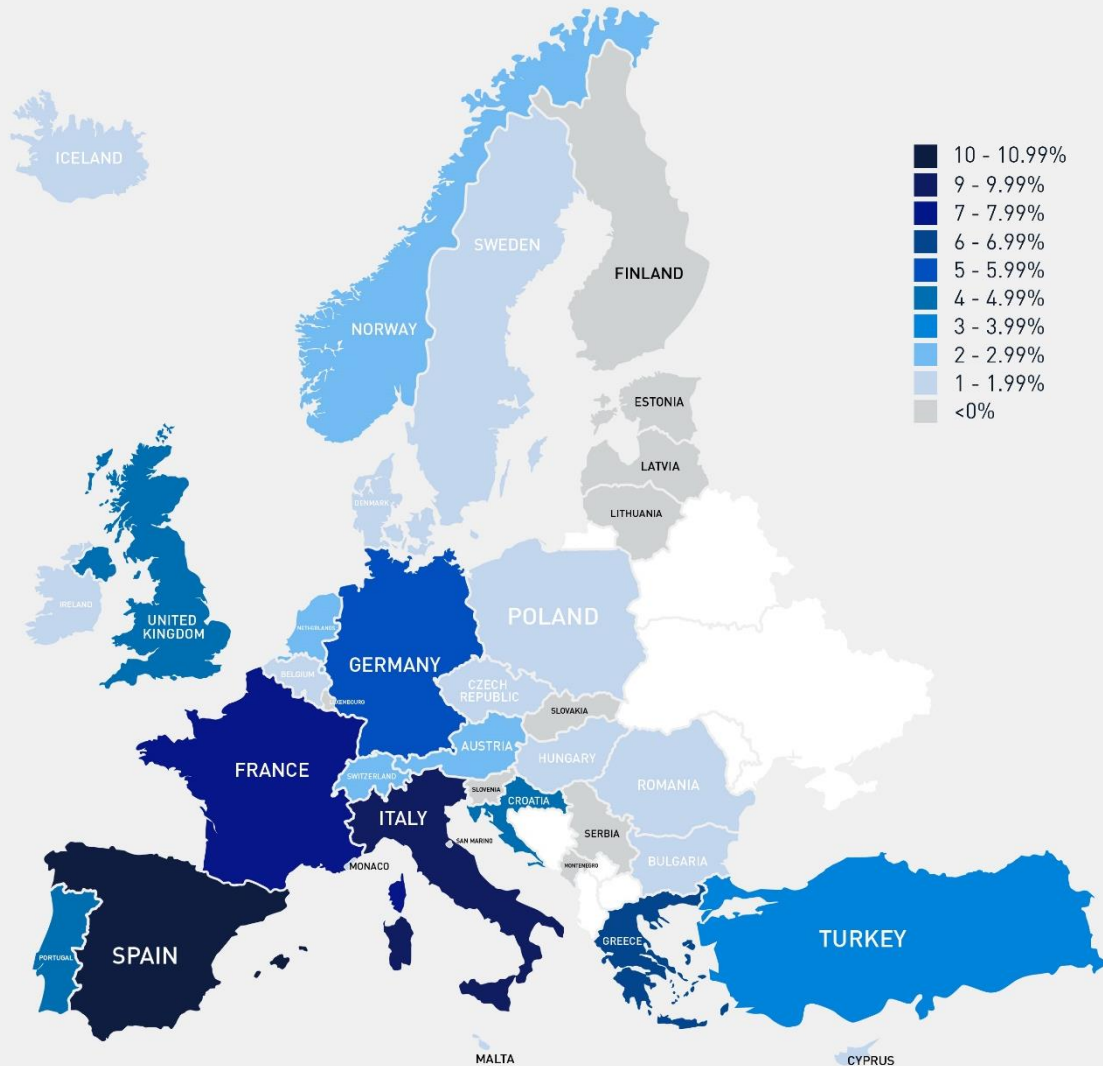 ICELAND
10 - 10.99%
9 - 9.99%
7 - 7.99%
6 - 6.99%
5 - 5.99%
4 - 4.99%
3 - 3.99%
2 - 2.99%
1 - 1.99%
<0%
SWEDEN
FINLAND
NORWAY
ESTONIA
LATVIA
LITHUANIA
DENMARK
IRELAND
UNITED
KINGDOM
NETHERLANDS
POLAND
GERMANY
BELGIUM
LUXEMBOURG
CZECH
REPUBLIC
SLOVAKIA
AUSTRIA
HUNGARY
FRANCE
SWITZERLAND
ROMANIA
SLOVENIA
CROATIA
ITALY
SERBIA
SAN MARINO
MONACO
MONTENEGRO
BULGARIA
GREECE
TURKEY
PORTUGAL
SPAIN
MALTA
CYPRUS